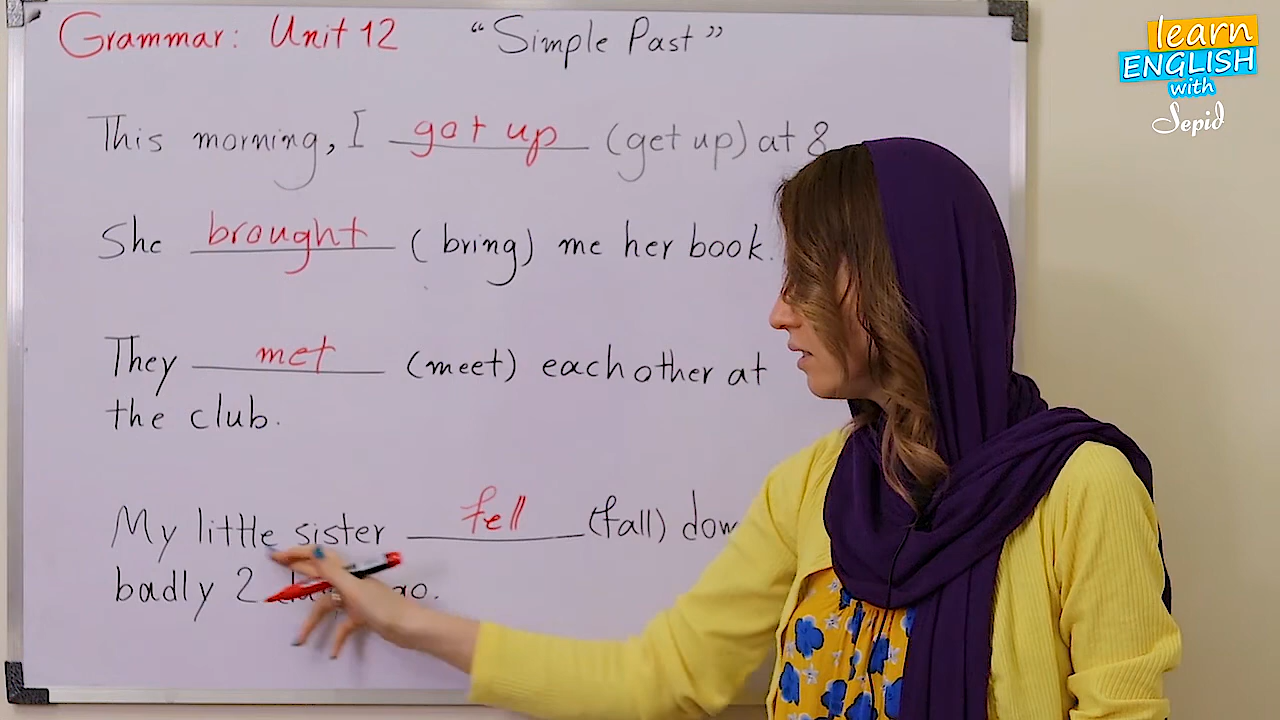 Grammar: Unit 12 "Simple Past"
This morning, I got up (get up) at 8
She brought (bring) me her book.
They met (meet) each other at
the club.
My little sister fell (fall)
badly 2
learn
ENGLISH
with
Sepid